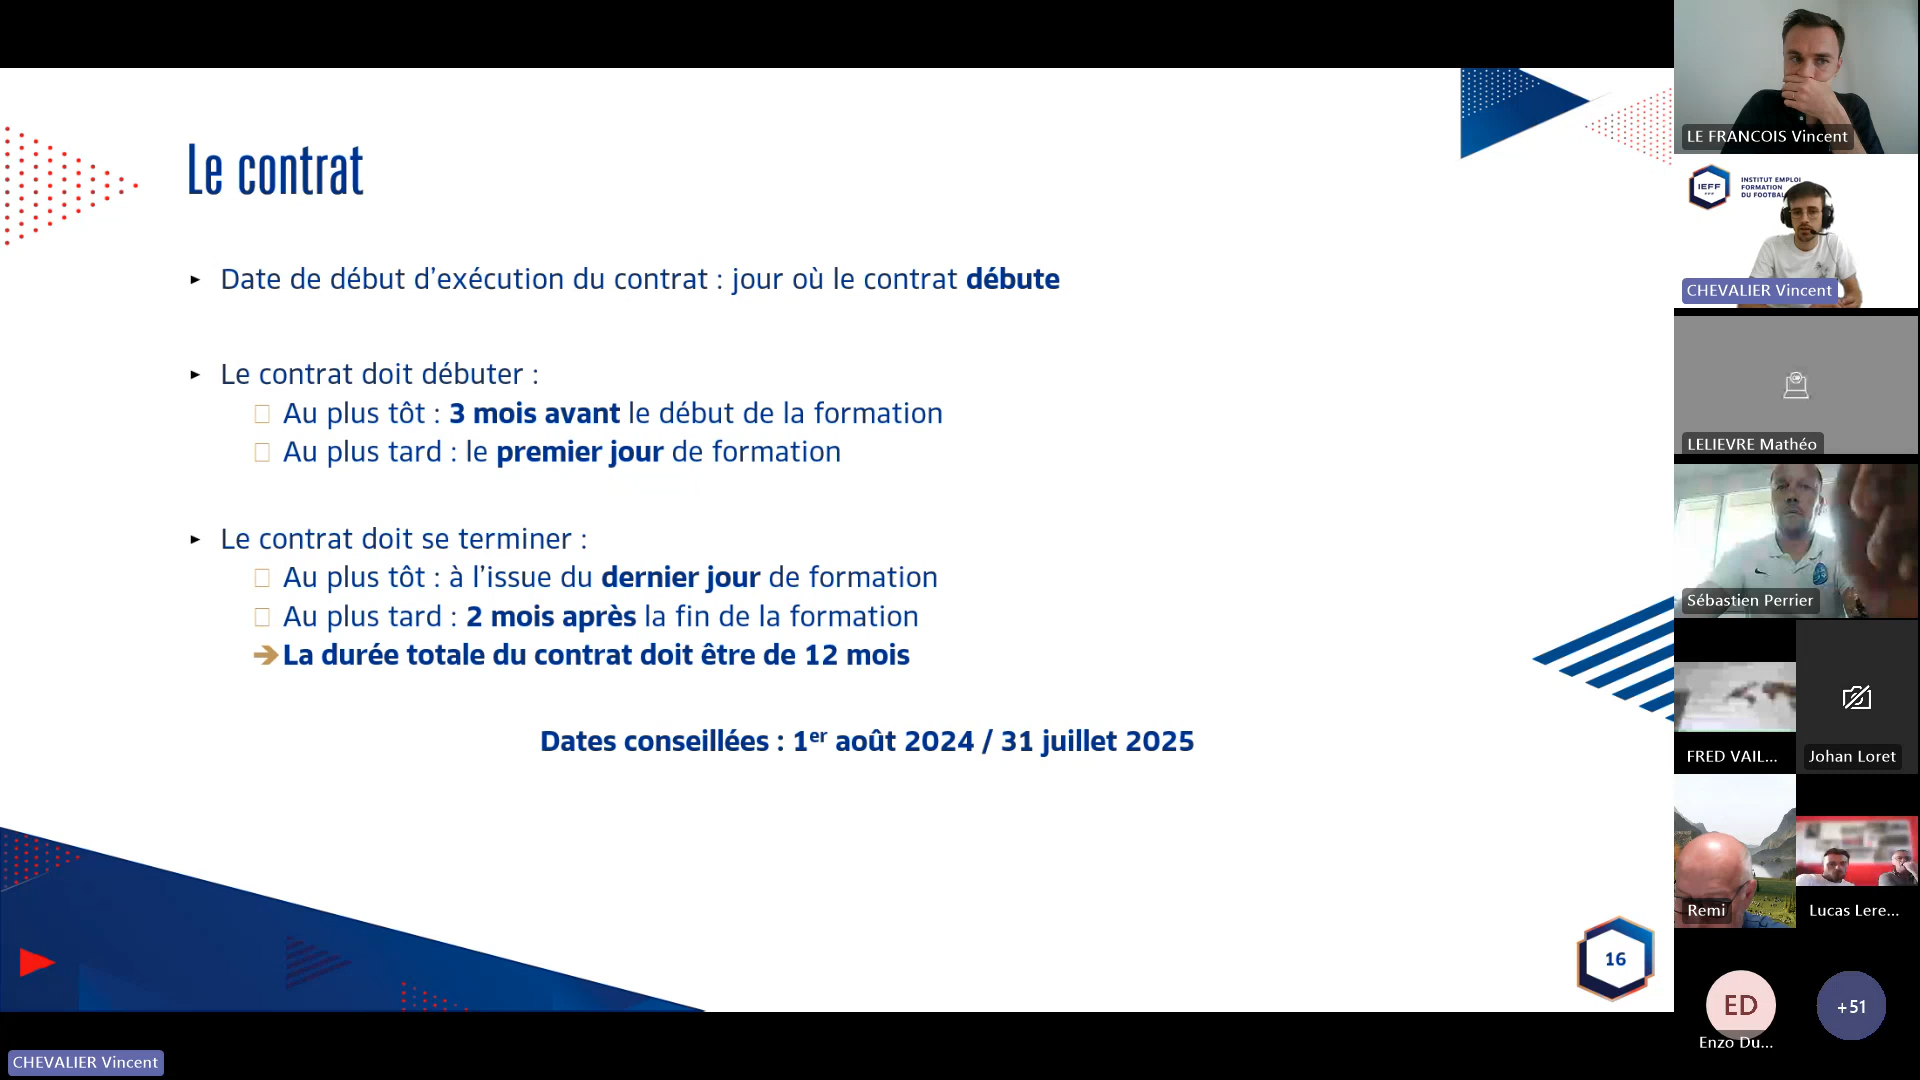 Le contrat
Date de début d’exécution du contrat : jour où le contrat débute
Le contrat doit débuter :
Au plus tôt : 3 mois avant le début de la formation
Au plus tard : le premier jour de formation
Le contrat doit se terminer :
Au plus tôt : à l’issue du dernier jour de formation
Au plus tard : 2 mois après la fin de la formation
➔ La durée totale du contrat doit être de 12 mois
Dates conseillées : 1er août 2024 / 31 juillet 2025
16
CHEVALIER Vincent
LE FRANCOIS Vincent
IEFF
INSTITUT EMPLOI
FORMATION
DU FOOTBAL
CHEVALIER Vincent
LELIEVRE Mathéo
Sébastien Perrier
FRED VAIL...
Johan Loret
Remi
Lucas Lere...
ED
Enzo Du...
+51